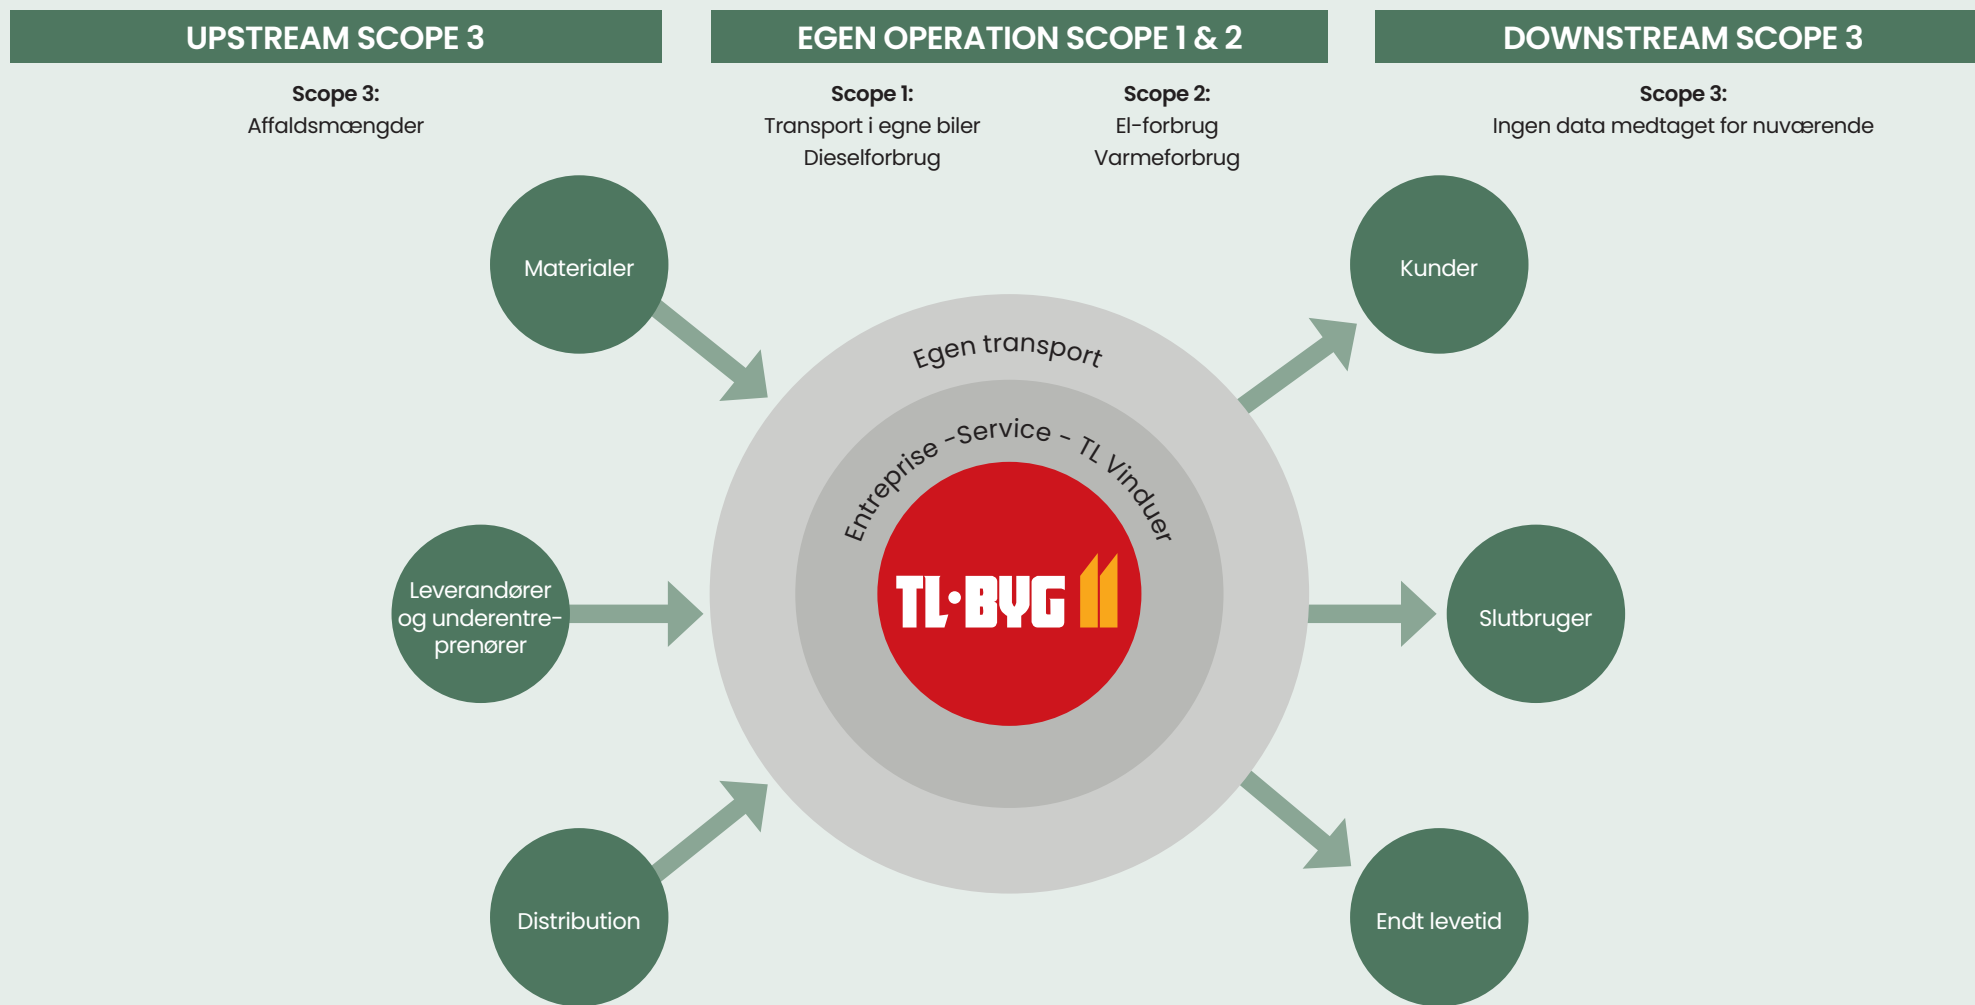 UPSTREAM SCOPE 3
Scope 3:
Affaldsmængder
EGEN OPERATION SCOPE 1 & 2
Scope 1:
Transport i egne biler
Dieselforbrug
Scope 2:
El-forbrug
Varmeforbrug
DOWNSTREAM SCOPE 3
Scope 3:
Ingen data medtaget for nuværende
Materialer
Leverandører
og underentre-
prenører
Distribution
Egen transport
Entreprise -Service - TL Vinduer
TL·BYG
Kunder
Slutbruger
Endt levetid